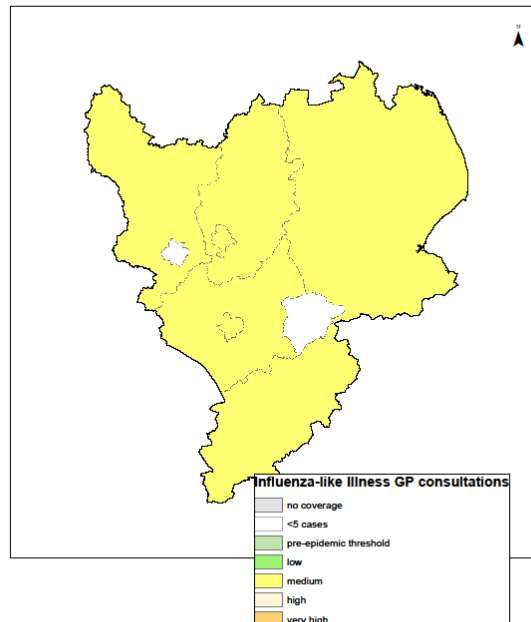 N
Influenza-like Illness GP consultations
no coverage
<5 cases
pre-epidemic threshold
low
medium
high
very high